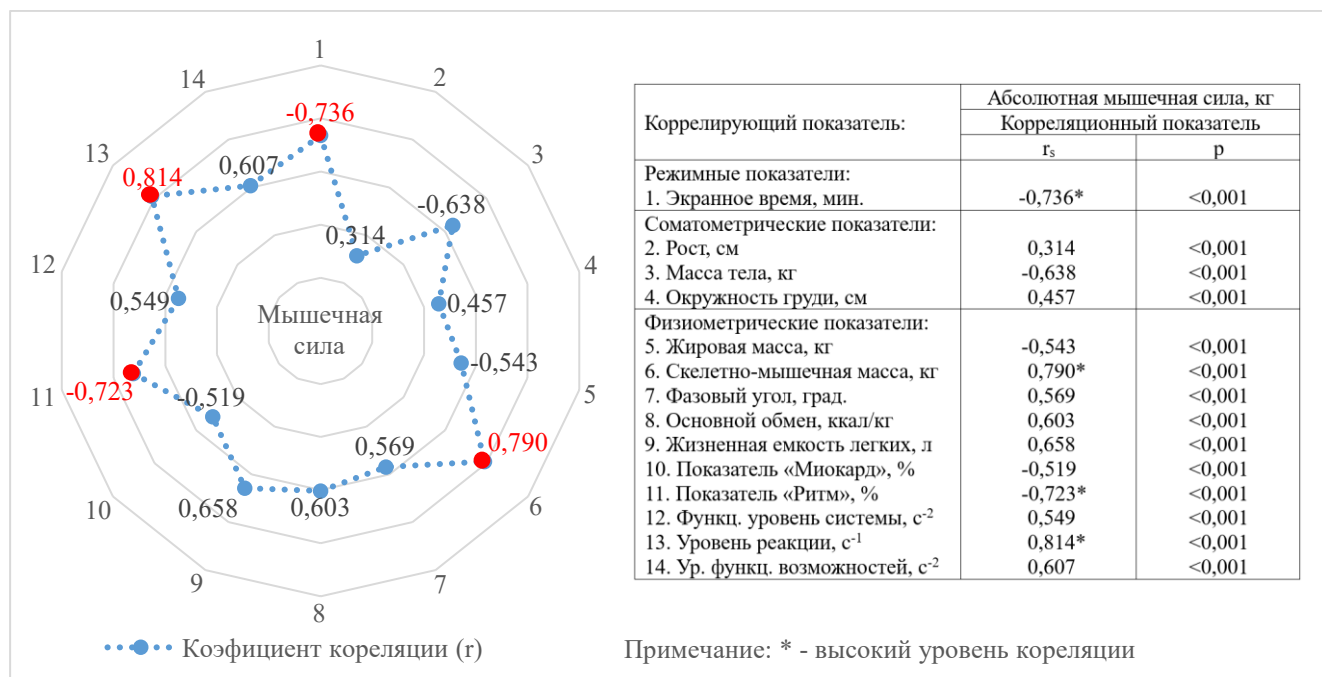 1
2
3
4
5
6
7
8
9
10
11
12
13
14
-0,736
0,314
-0,638
0,457
-0,543
0,790
0,569
0,603
0,658
-0,519
-0,723
0,549
0,814
0,607
Мышечная
сила
Коэфициент кореляции (r)
Коррелирующий показатель: Абсолютная мышечная сила, кг
Корреляционный показатель
rₛ p
Режимные показатели:
1. Экранное время, мин. -0,736* <0,001
Соматометрические показатели:
2. Рост, см 0,314 <0,001
3. Масса тела, кг -0,638 <0,001
4. Окружность груди, см 0,457 <0,001
Физиометрические показатели:
5. Жировая масса, кг -0,543 <0,001
6. Скелетно-мышечная масса, кг 0,790* <0,001
7. Фазовый угол, град. 0,569 <0,001
8. Основной обмен, ккал/кг 0,603 <0,001
9. Жизненная емкость легких, л 0,658 <0,001
10. Показатель «Миокард», % -0,519 <0,001
11. Показатель «Ритм», % -0,723* <0,001
12. Функц. уровень системы, с⁻² 0,549 <0,001
13. Уровень реакции, с⁻¹ 0,814* <0,001
14. Ур. функц. возможностей, с⁻² 0,607 <0,001
Примечание: * - высокий уровень кореляции